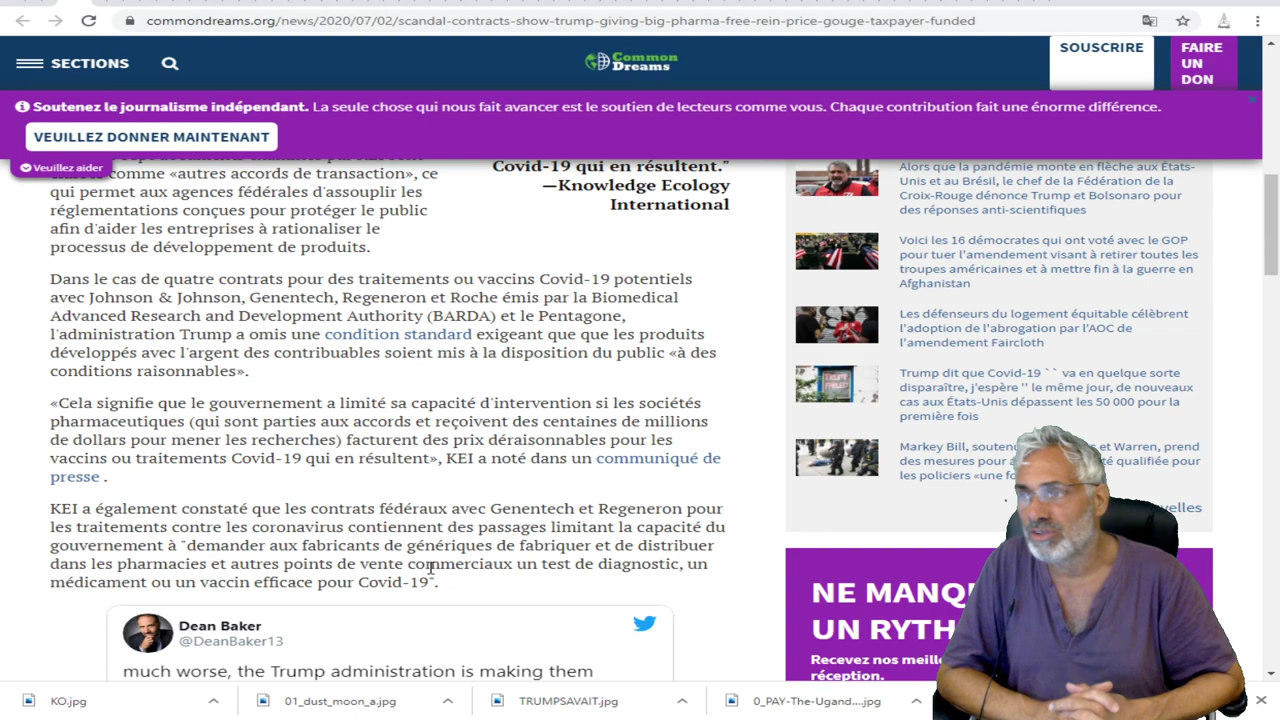 commondreams.org/news/2020/07/02/scandal-contracts-show-trump-giving-big-pharma-free-rein-price-gouge-taxpayer-funded
SECTIONS
Common
Dreams
SOUSCRIRE
FAIRE
UN
DON
Soutenez le journalisme indépendant. La seule chose qui nous fait avancer est le soutien de lecteurs comme vous. Chaque contribution fait une énorme différence.
VEUILLEZ DONNER MAINTENANT
Veuillez aider
comme «autres accords de transaction», ce
qui permet aux agences fédérales d'assouplir les
réglementations conçues pour protéger le public
afin d'aider les entreprises à rationaliser le
processus de développement de produits.
Covid-19 qui en résultent."
—Knowledge Ecology
International
Dans le cas de quatre contrats pour des traitements ou vaccins Covid-19 potentiels
avec Johnson & Johnson, Genentech, Regeneron et Roche émis par la Biomedical
Advanced Research and Development Authority (BARDA) et le Pentagone,
l'administration Trump a omis une condition standard exigeant que que les produits
développés avec l'argent des contribuables soient mis à la disposition du public «à des
conditions raisonnables».
«Cela signifie que le gouvernement a limité sa capacité d'intervention si les sociétés
pharmaceutiques (qui sont parties aux accords et reçoivent des centaines de millions
de dollars pour mener les recherches) facturent des prix déraisonnables pour les
vaccins ou traitements Covid-19 qui en résultent», KEI a noté dans un communiqué de
presse .
KEI a également constaté que les contrats fédéraux avec Genentech et Regeneron pour
les traitements contre les coronavirus contiennent des passages limitant la capacité du
gouvernement à "demander aux fabricants de génériques de fabriquer et de distribuer
dans les pharmacies et autres points de vente commerciaux un test de diagnostic, un
médicament ou un vaccin efficace pour Covid-19".
Dean Baker
@DeanBaker13
much worse, the Trump administration is making them
Alors que la pandémie monte en flèche aux États-
Unis et au Brésil, le chef de la Fédération de la
Croix-Rouge dénonce Trump et Bolsonaro pour
des réponses anti-scientifiques
Voici les 16 démocrates qui ont voté avec le GOP
pour tuer l'amendement visant à retirer toutes les
troupes américaines et à mettre fin à la guerre en
Afghanistan
Les défenseurs du logement équitable célèbrent
l'adoption de l'abrogation par l'AOC de
l'amendement Faircloth
Trump dit que Covid-19 `` va en quelque sorte
disparaître, j'espère '' le même jour, de nouveaux
cas aux États-Unis dépassent les 50 000 pour la
première fois
Markey Bill, soutenu et Warren, prend
des mesures pour qualifiée pour
les policiers «une
NE MANQ
UN RYTH
Recevez nos
réception.
KO.jpg
01_dust_moon_a.jpg
TRUMPSAVAIT.jpg
0_PAY-The-Ugand....jpg